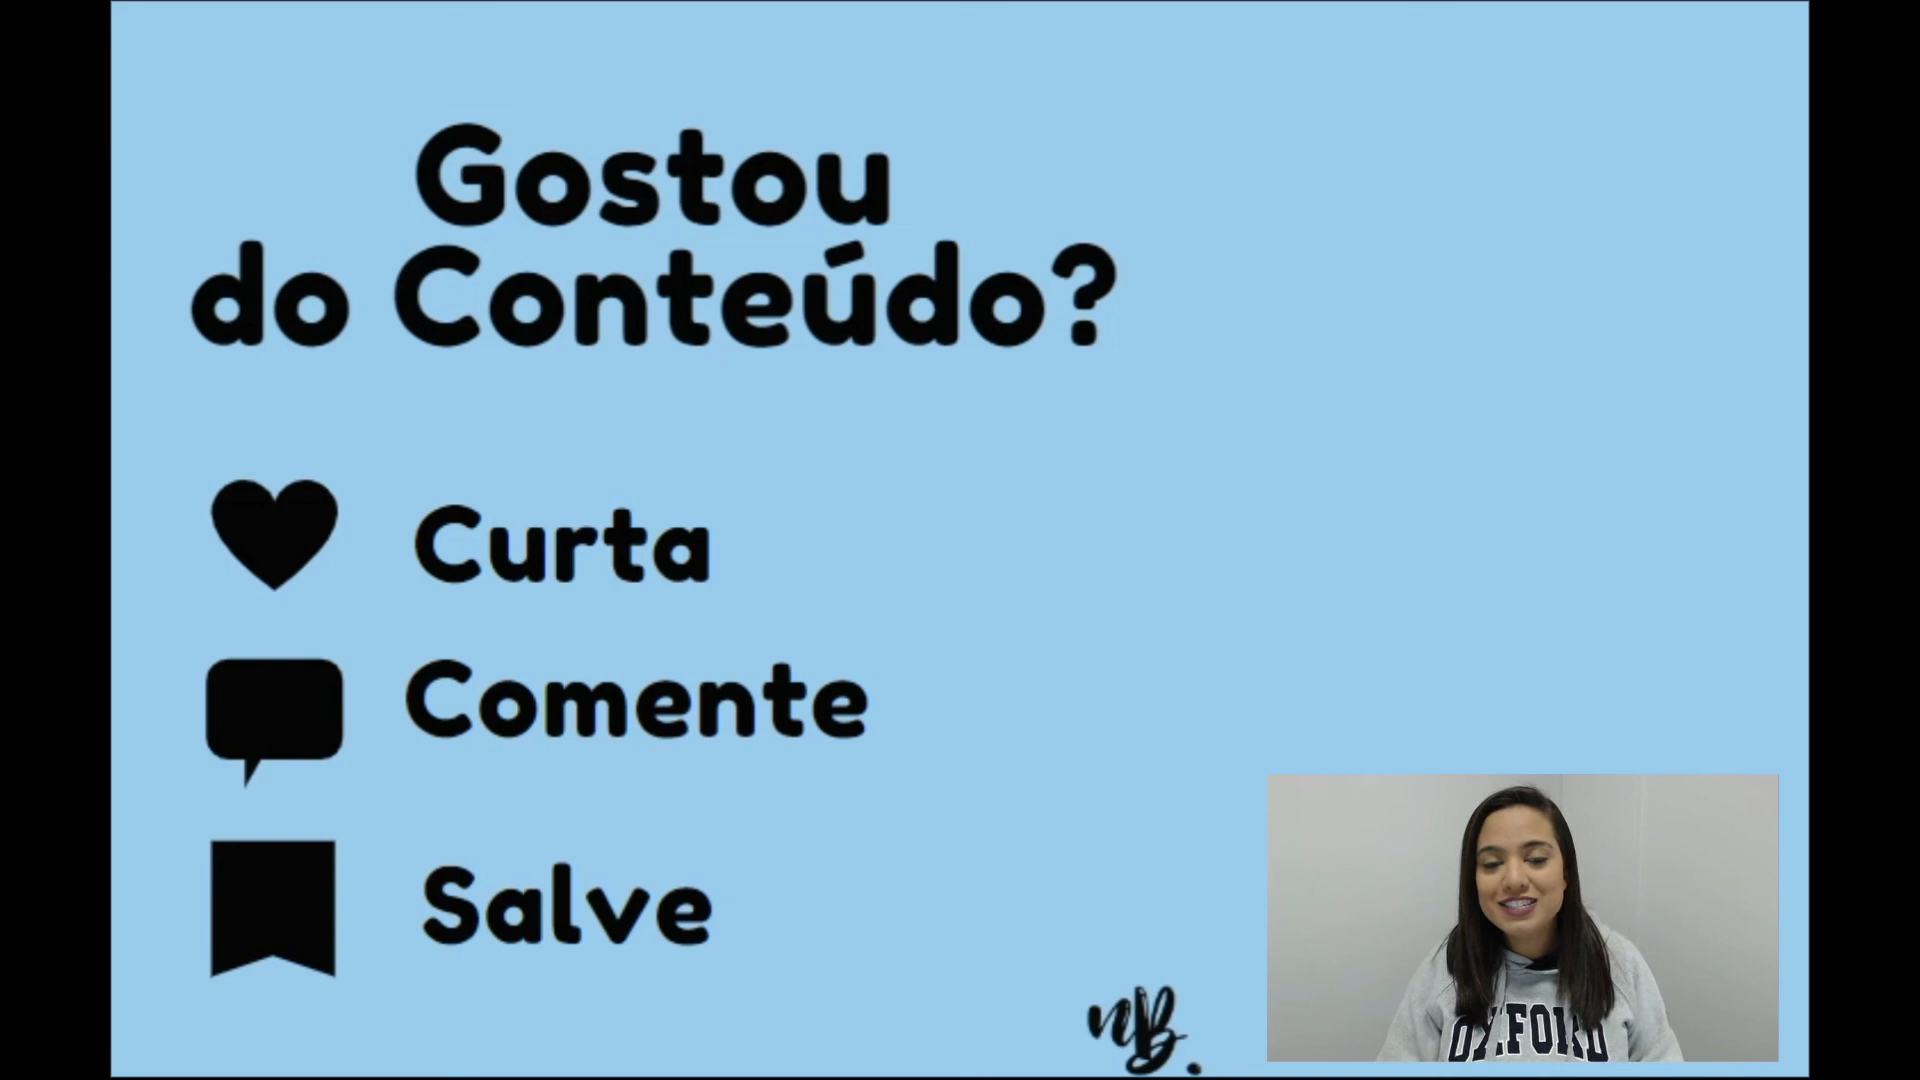 Gostou
do Conteúdo?
Curta
Comente
Salve
nB.
OXFORD